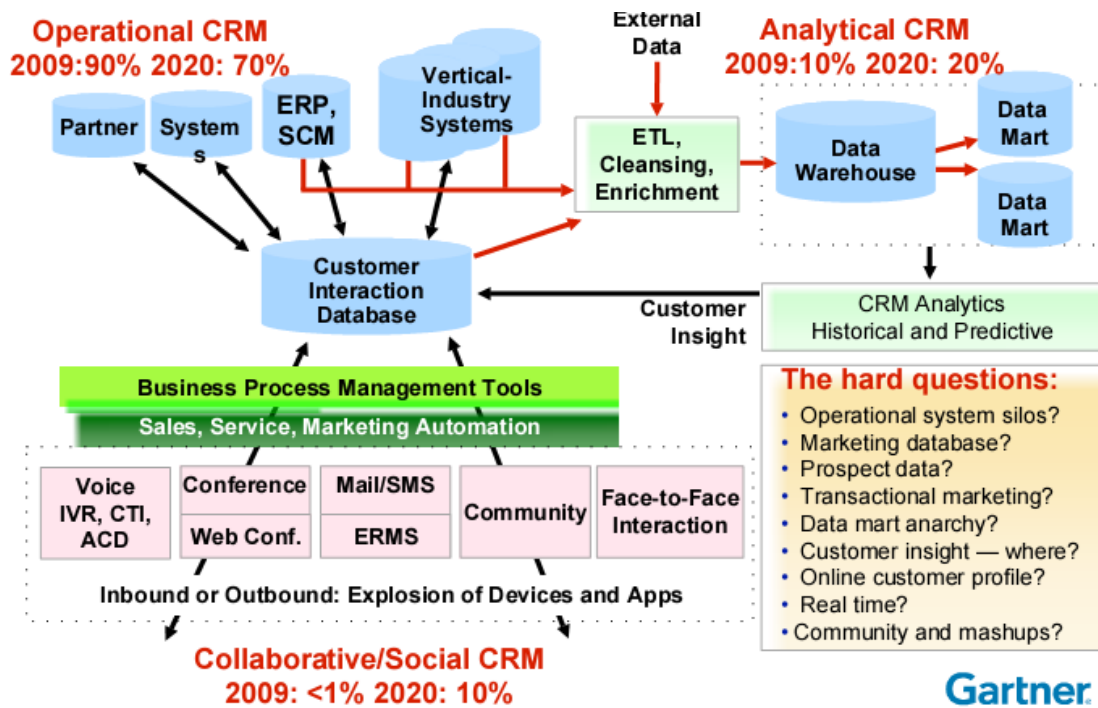 Operational CRM
2009:90% 2020: 70%
Partner
System
s
ERP,
SCM
Vertical-
Industry
Systems
External
Data
Analytical CRM
2009:10% 2020: 20%
ETL,
Cleansing,
Enrichment
Data
Warehouse
Data
Mart
Data
Mart
Customer
Interaction
Database
Customer
Insight
CRM Analytics
Historical and Predictive
Business Process Management Tools
Sales, Service, Marketing Automation
Voice
IVR, CTI,
ACD
Conference
Web Conf.
Mail/SMS
ERMS
Community
Face-to-Face
Interaction
Inbound or Outbound: Explosion of Devices and Apps
Collaborative/Social CRM
2009: <1% 2020: 10%
The hard questions:
• Operational system silos?
• Marketing database?
• Prospect data?
• Transactional marketing?
• Data mart anarchy?
• Customer insight — where?
• Online customer profile?
• Real time?
• Community and mashups?
Gartner